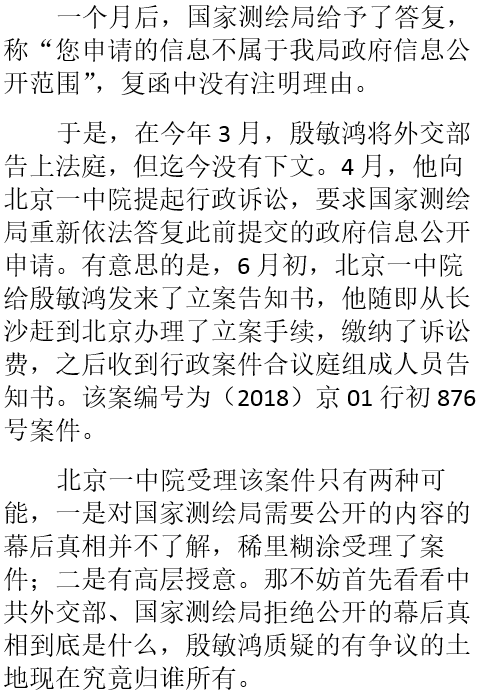 一个月后，国家测绘局给予了答复，
称“您申请的信息不属于我局政府信息公
开范围”，复函中没有注明理由。
于是，在今年 3 月，殷敏鸿将外交部
告上法庭，但迄今没有下文。4 月，他向
北京一中院提起行政诉讼，要求国家测绘
局重新依法答复此前提交的政府信息公开
申请。有意思的是，6 月初，北京一中院
给殷敏鸿发来了立案告知书，他随即从长
沙赶到北京办理了立案手续，缴纳了诉讼
费，之后收到行政案件合议庭组成人员告
知书。该案编号为（2018）京 01 行初 876
号案件。
北京一中院受理该案件只有两种可
能，一是对国家测绘局需要公开的内容的
幕后真相并不了解，稀里糊涂受理了案
件；二是有高层授意。那不妨首先看看中
共外交部、国家测绘局拒绝公开的幕后真
相到底是什么，殷敏鸿质疑的有争议的土
地现在究竟归谁所有。